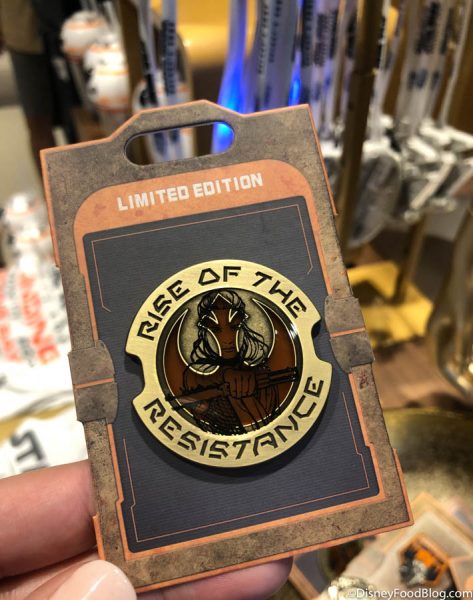 LIMITED EDITION
RISE OF THE
RESISTANCE
©DisneyFoodBlog.com